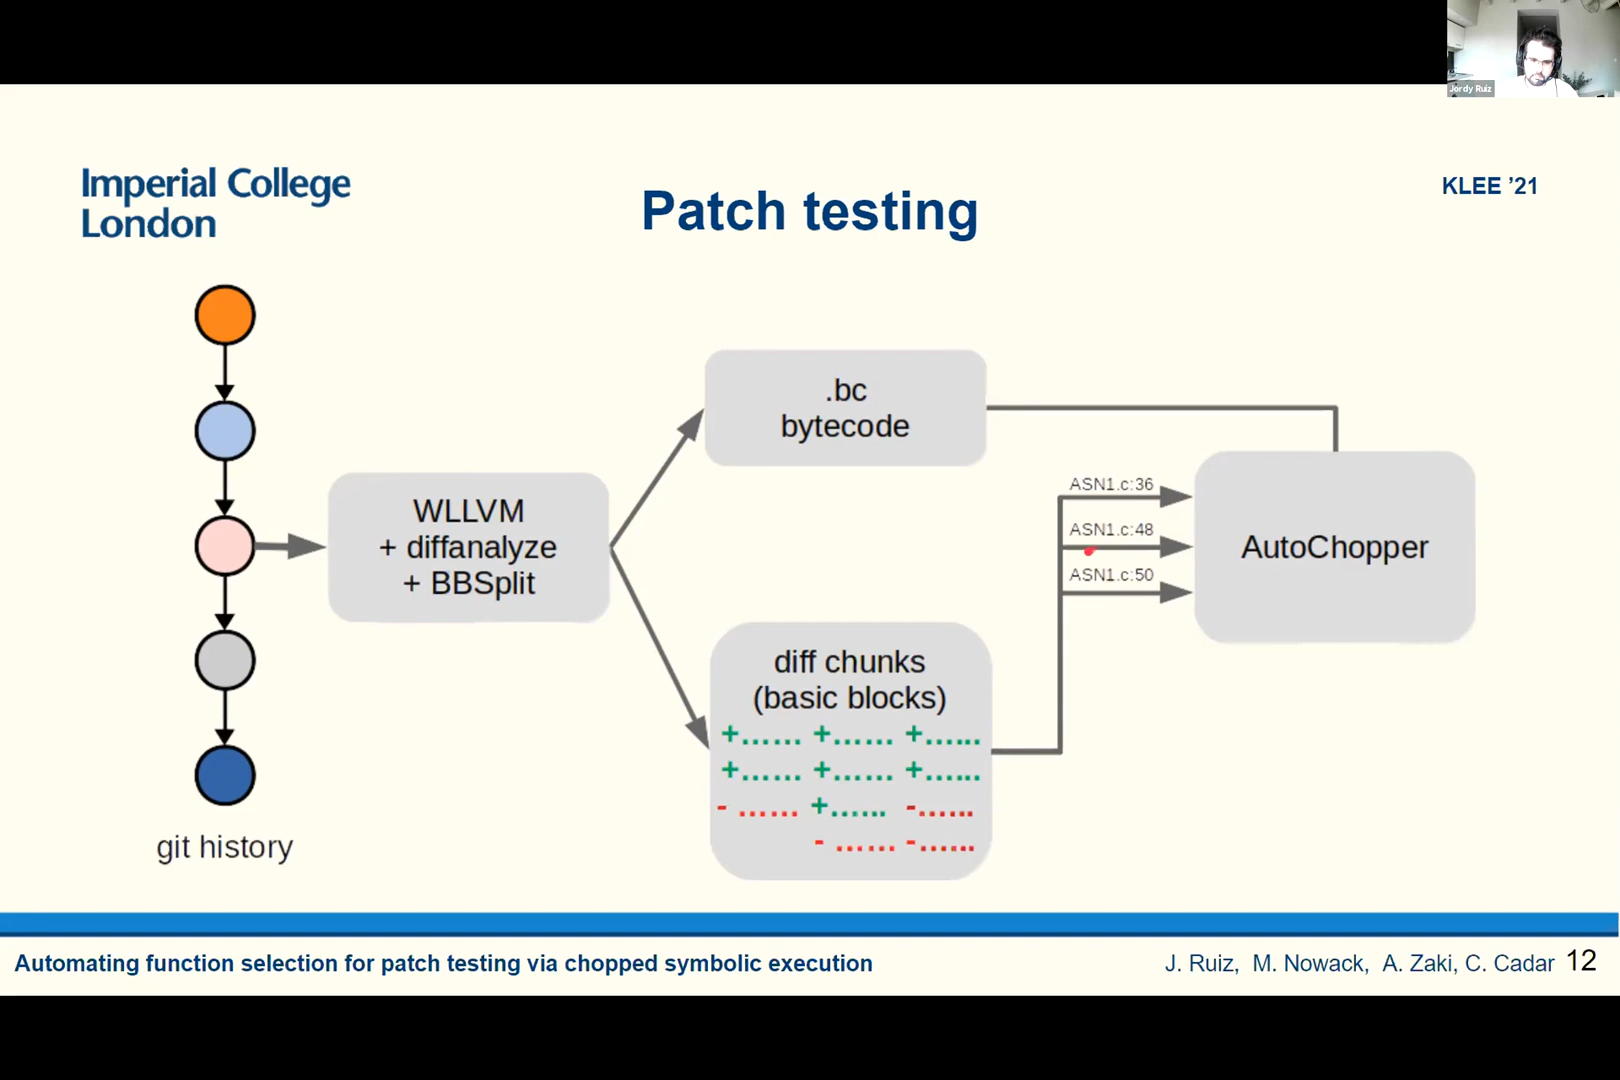 Jordy Ruiz
Imperial College
London
Patch testing
KLEE ’21
.bc
bytecode
WLLVM
+ diffanalyze
+ BBSplit
ASN1.c:36
ASN1.c:48
ASN1.c:50
AutoChopper
diff chunks
(basic blocks)
+...... +...... +......
+...... +...... +......
- ...... +...... -......
- ...... -......
git history
Automating function selection for patch testing via chopped symbolic execution
J. Ruiz, M. Nowack, A. Zaki, C. Cadar 12